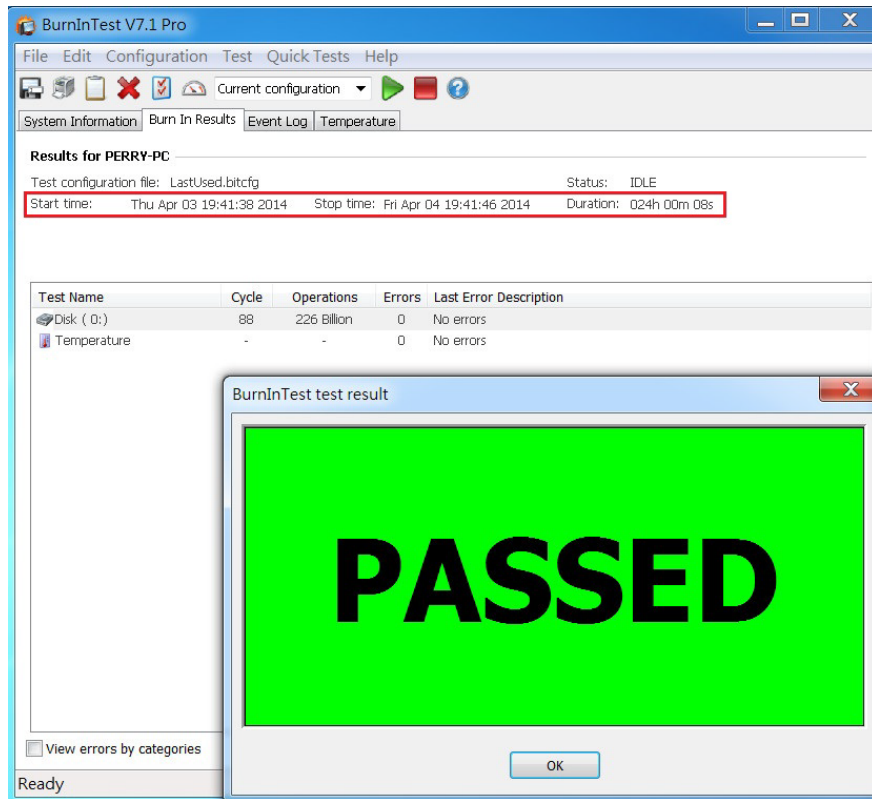 BurnInTest V7.1 Pro
File Edit Configuration Test Quick Tests Help
Current configuration
System Information Burn In Results Event Log Temperature
Results for PERRY-PC
Test configuration file: LastUsed.bitcfg Status: IDLE
Start time: Thu Apr 03 19:41:38 2014 Stop time: Fri Apr 04 19:41:46 2014 Duration: 024h 00m 08s
Test Name Cycle Operations Errors Last Error Description
Disk ( 0:) 88 226 Billion 0 No errors
Temperature - - 0 No errors
BurnInTest test result
PASSED
OK
View errors by categories
Ready